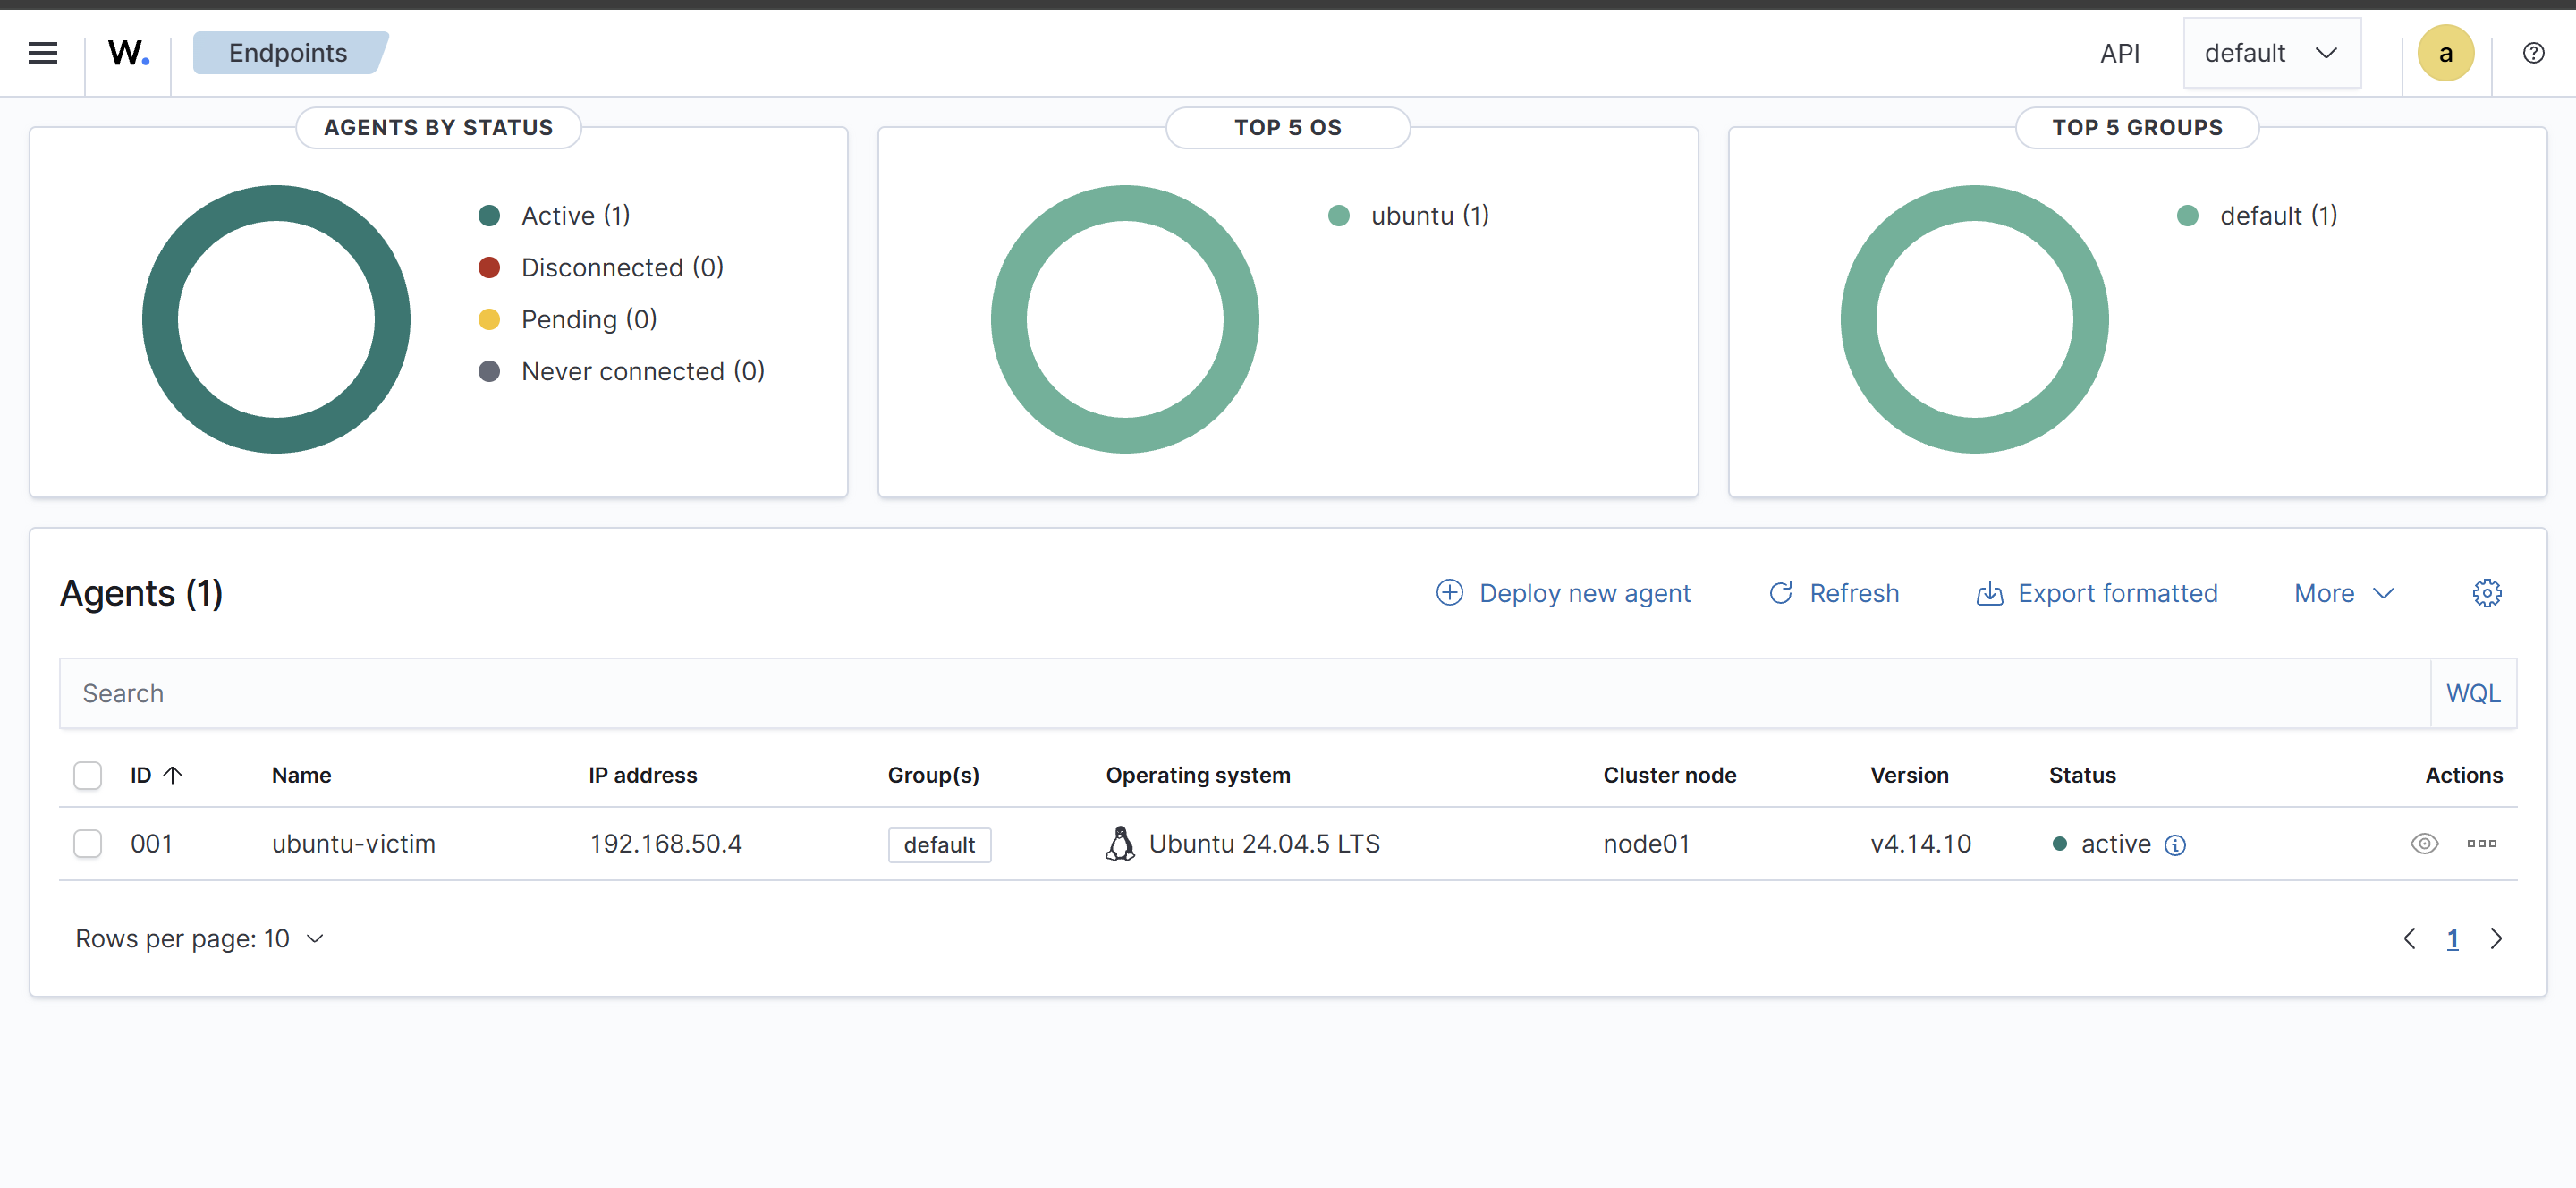 W. Endpoints API default a
AGENTS BY STATUS
Active (1)
Disconnected (0)
Pending (0)
Never connected (0)
TOP 5 OS
ubuntu (1)
TOP 5 GROUPS
default (1)
Agents (1) Deploy new agent Refresh Export formatted More
Search WQL
ID Name IP address Group(s) Operating system Cluster node Version Status Actions
001 ubuntu-victim 192.168.50.4 default Ubuntu 24.04.5 LTS node01 v4.14.10 active
Rows per page: 10 1